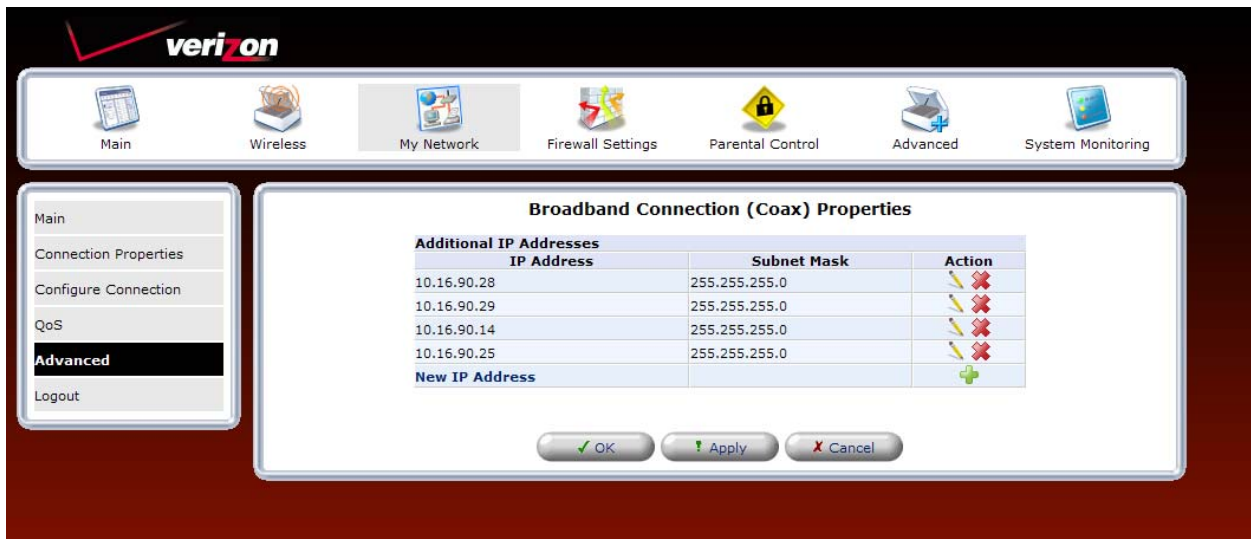 verizon
Main Wireless My Network Firewall Settings Parental Control Advanced System Monitoring
Main
Connection Properties
Configure Connection
QoS
Advanced
Logout
Broadband Connection (Coax) Properties
Additional IP Addresses
IP Address Subnet Mask Action
10.16.90.28 255.255.255.0
10.16.90.29 255.255.255.0
10.16.90.14 255.255.255.0
10.16.90.25 255.255.255.0
New IP Address
OK Apply Cancel